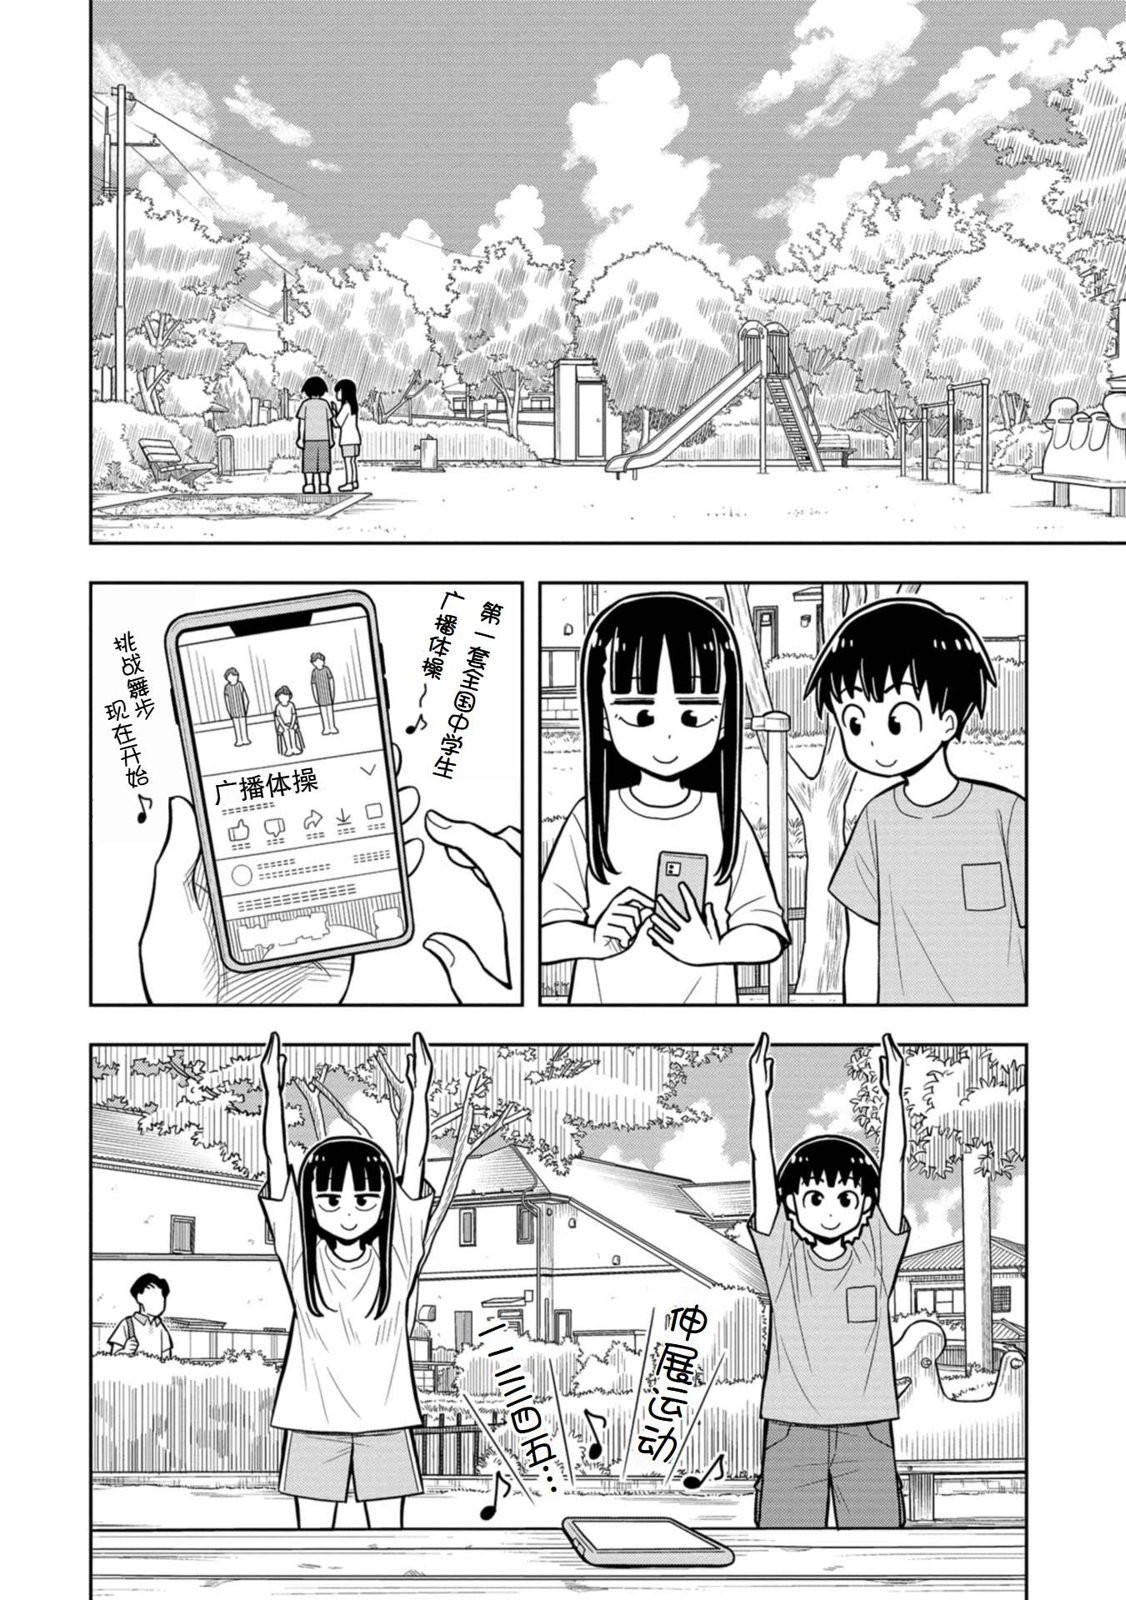 第一套全国中学生
广播体操～
挑战舞步
现在开始
广播体操
伸展运动
一二三四五…